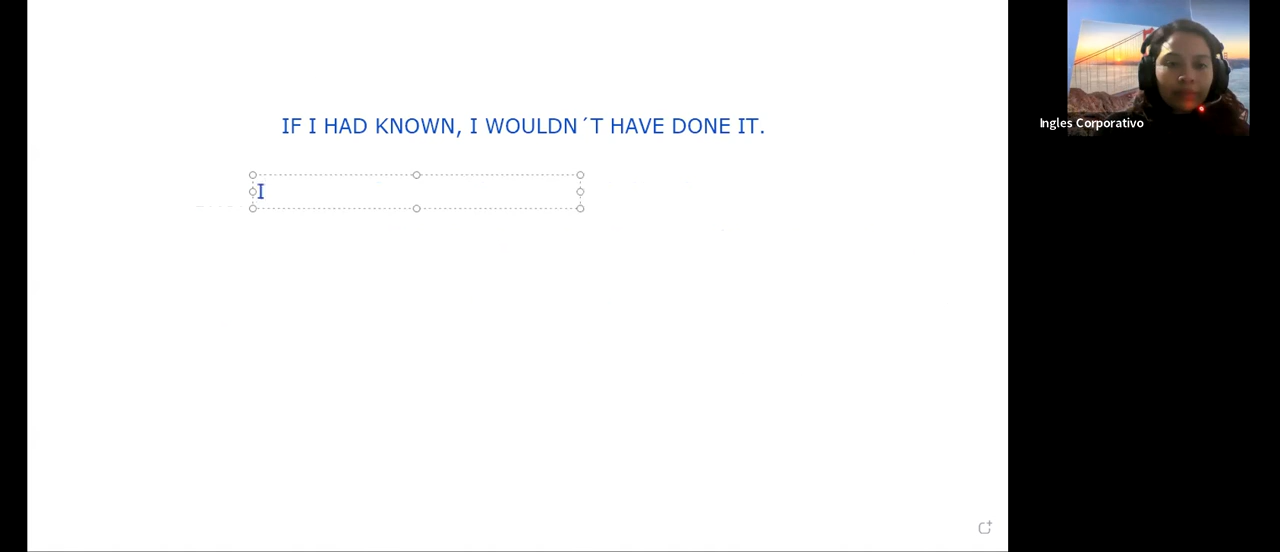 IF I HAD KNOWN, I WOULDN´T HAVE DONE IT.
I
Ingles Corporativo